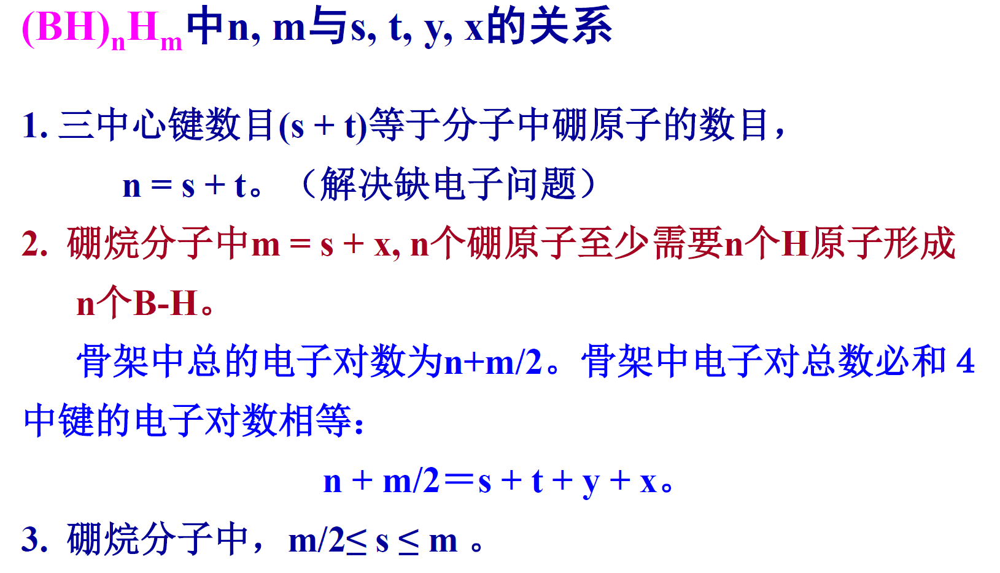 (BH)nHm中n, m与s, t, y, x的关系
1. 三中心键数目(s + t)等于分子中硼原子的数目，
n = s + t。（解决缺电子问题）
2. 硼烷分子中m = s + x, n个硼原子至少需要n个H原子形成
n个B-H。
骨架中总的电子对数为n+m/2。骨架中电子对总数必和 4
中键的电子对数相等：
n + m/2＝s + t + y + x。
3. 硼烷分子中，m/2≤ s ≤ m 。